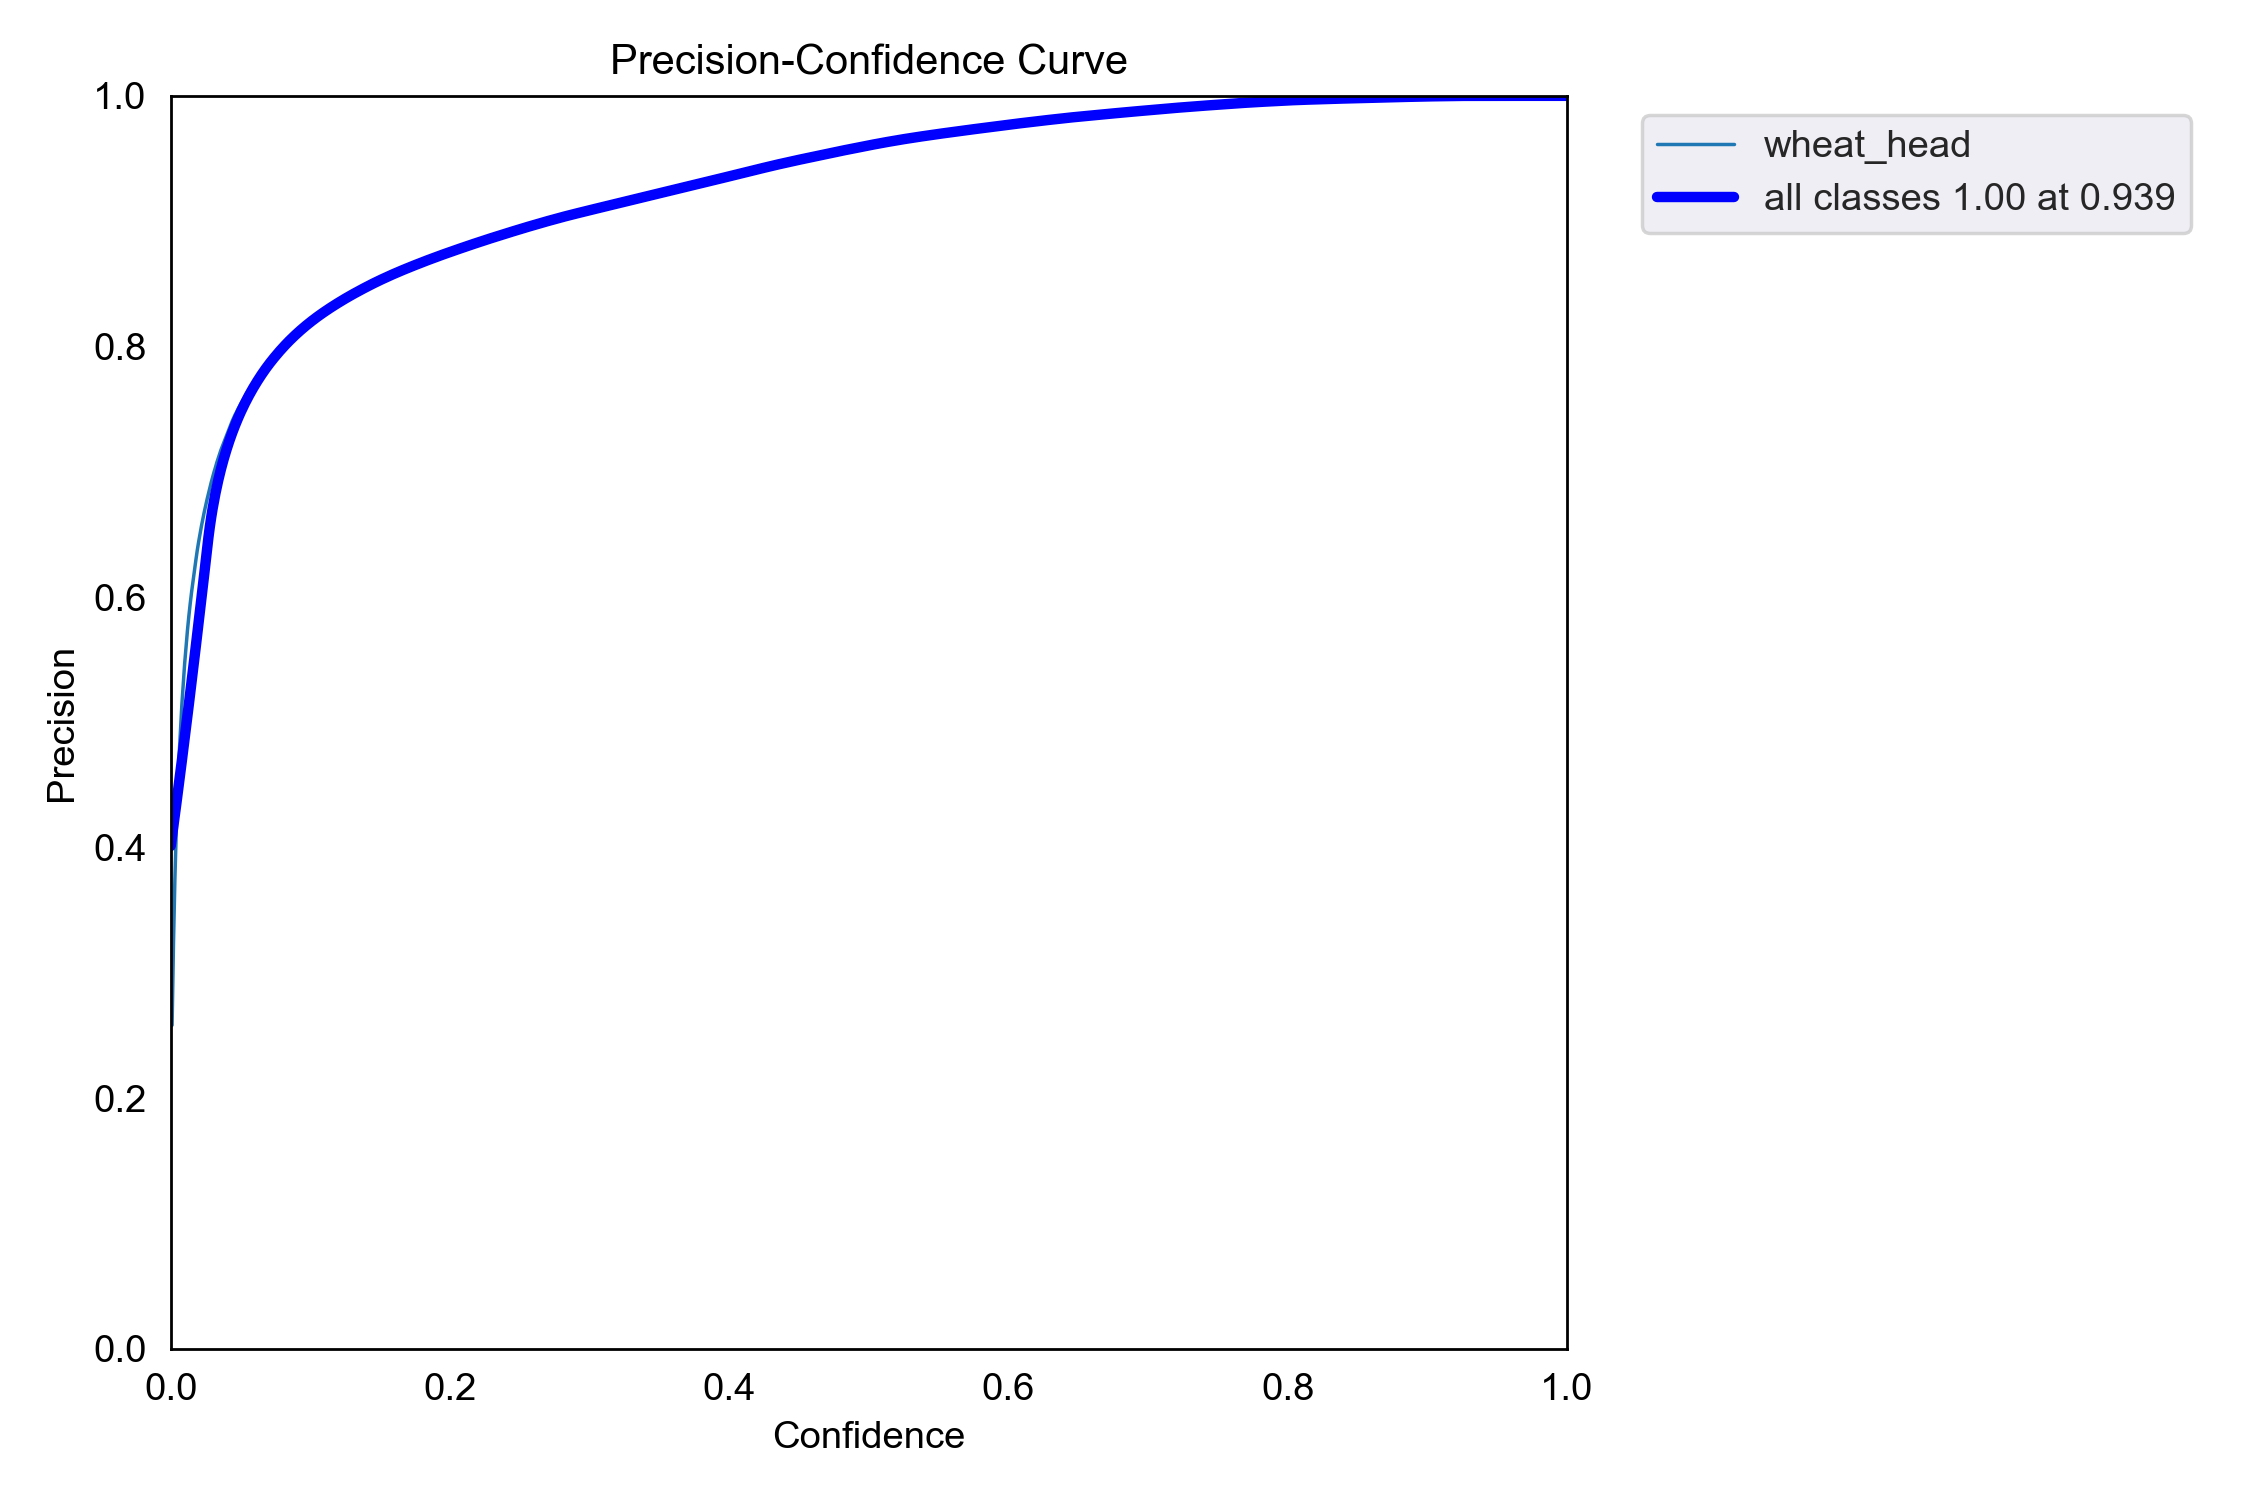 Precision-Confidence Curve
1.0
0.8
0.6
0.4
0.2
0.0
Precision
0.0 0.2 0.4 0.6 0.8 1.0
Confidence
wheat_head
all classes 1.00 at 0.939